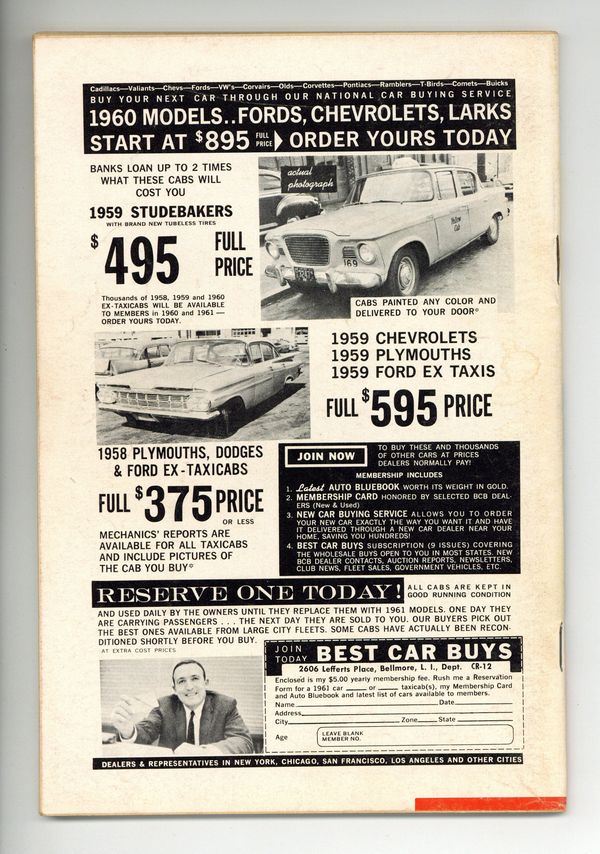 Cadillacs—Valiants—Chevs—Fords—VW's—Corvairs—Olds—Corvettes—Pontiacs—Ramblers—T-Birds—Comets—Buicks
BUY YOUR NEXT CAR THROUGH OUR NATIONAL CAR BUYING SERVICE
1960 MODELS..FORDS, CHEVROLETS, LARKS
START AT $895 FULL PRICE ORDER YOURS TODAY
BANKS LOAN UP TO 2 TIMES
WHAT THESE CABS WILL
COST YOU
1959 STUDEBAKERS
WITH BRAND NEW TUBELESS TIRES
$495 FULL PRICE
Thousands of 1958, 1959 and 1960
EX-TAXICABS WILL BE AVAILABLE
TO MEMBERS in 1960 and 1961—
ORDER YOURS TODAY.
actual
photograph
Yellow
Cab
169
CABS PAINTED ANY COLOR AND
DELIVERED TO YOUR DOOR*
1959 CHEVROLETS
1959 PLYMOUTHS
1959 FORD EX TAXIS
FULL $595 PRICE
1958 PLYMOUTHS, DODGES
& FORD EX-TAXICABS
FULL $375 PRICE
OR LESS
MECHANICS' REPORTS ARE
AVAILABLE FOR ALL TAXICABS
AND INCLUDE PICTURES OF
THE CAB YOU BUY*
JOIN NOW
TO BUY THESE AND THOUSANDS
OF OTHER CARS AT PRICES
DEALERS NORMALLY PAY!
MEMBERSHIP INCLUDES
1. Latest AUTO BLUEBOOK WORTH ITS WEIGHT IN GOLD.
2. MEMBERSHIP CARD HONORED BY SELECTED BCB DEAL-
ERS (New & Used)
3. NEW CAR BUYING SERVICE ALLOWS YOU TO ORDER
YOUR NEW CAR EXACTLY THE WAY YOU WANT IT AND HAVE
IT DELIVERED THROUGH A NEW CAR DEALER NEAR YOUR
HOME, SAVING YOU HUNDREDS!
4. BEST CAR BUYS SUBSCRIPTION (9 ISSUES) COVERING
THE WHOLESALE BUYS OPEN TO YOU IN MOST STATES. NEW
BCB DEALER CONTACTS, AUCTION REPORTS, NEWSLETTERS,
CLUB NEWS, FLEET SALES, GOVERNMENT VEHICLES, ETC.
RESERVE ONE TODAY!
ALL CABS ARE KEPT IN
GOOD RUNNING CONDITION
AND USED DAILY BY THE OWNERS UNTIL THEY REPLACE THEM WITH 1961 MODELS. ONE DAY THEY
ARE CARRYING PASSENGERS . . . THE NEXT DAY THEY ARE SOLD TO YOU. OUR BUYERS PICK OUT
THE BEST ONES AVAILABLE FROM LARGE CITY FLEETS. SOME CABS HAVE ACTUALLY BEEN RECON-
DITIONED SHORTLY BEFORE YOU BUY.
AT EXTRA COST PRICES
JOIN TODAY BEST CAR BUYS
2606 Lefferts Place, Bellmore, L. I., Dept. CR-12
Enclosed is my $5.00 yearly membership fee. Rush me a Reservation
Form for a 1961 car ____ or ____ taxicab(s), my Membership Card
and Auto Bluebook and latest list of cars available to members.
Name Date
Address
City Zone State
Age LEAVE BLANK
MEMBER NO.
DEALERS & REPRESENTATIVES IN NEW YORK, CHICAGO, SAN FRANCISCO, LOS ANGELES AND OTHER CITIES